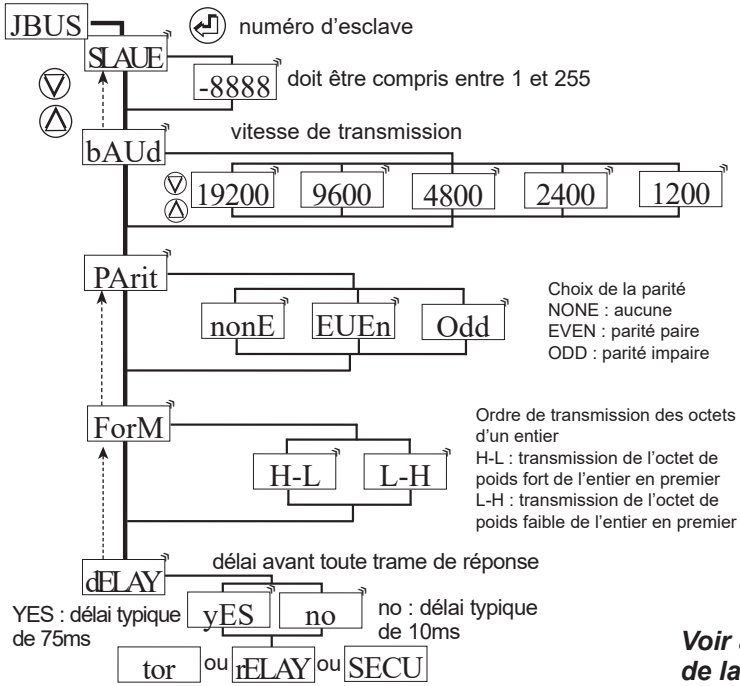 JBUS
numéro d'esclave
SLAUE
-8888
doit être compris entre 1 et 255
vitesse de transmission
bAUd
19200 9600 4800 2400 1200
PArit
nonE EUEn Odd
Choix de la parité
NONE : aucune
EVEN : parité paire
ODD : parité impaire
ForM
H-L L-H
Ordre de transmission des octets
d'un entier
H-L : transmission de l'octet de
poids fort de l'entier en premier
L-H : transmission de l'octet de
poids faible de l'entier en premier
délai avant toute trame de réponse
dELAY
YES : délai typique
de 75ms
yES no
no : délai typique
de 10ms
tor ou rELAY ou SECU
Voir
de la